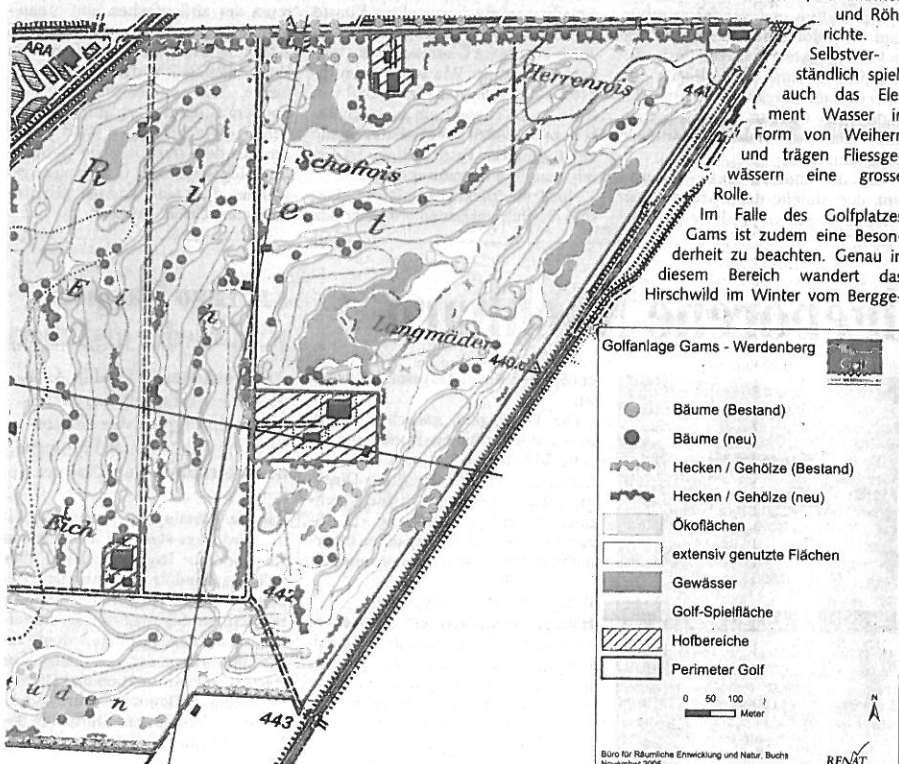 und Röh
richte.
Selbstver-
ständlich spiel
auch das Ele
ment Wasser in
Form von Weihern
und trägen Fliessge
wässern eine grosse
Rolle.
Im Falle des Golfplatzes
Gams ist zudem eine Beson
derheit zu beachten. Genau in
diesem Bereich wandert das
Hirschwild im Winter vom Bergge-
ARA
Herrenrois
441
Schofrois
R i e t
E i n
Langmäder
440.6
Eich
442
u d e n
443
Golfanlage Gams - Werdenberg
Golf
Bäume (Bestand)
Bäume (neu)
Hecken / Gehölze (Bestand)
Hecken / Gehölze (neu)
Ökoflächen
extensiv genutzte Flächen
Gewässer
Golf-Spielfläche
Hofbereiche
Perimeter Golf
0 50 100
Meter
N
Büro für Räumliche Entwicklung und Natur, Buchs
November 2006
RENAT